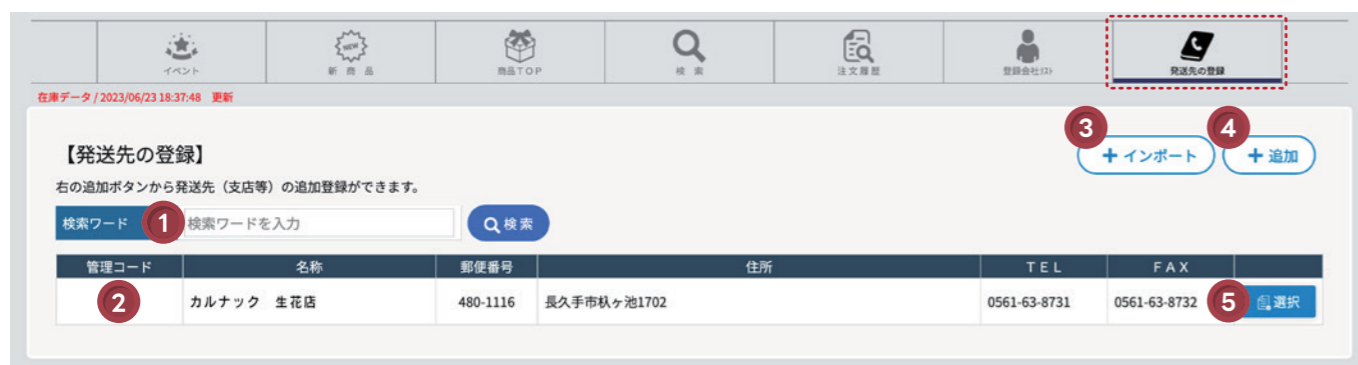 イベント
NEW
新 商 品
商品TOP
検 索
注文履歴
登録会社ﾘｽﾄ
発送先の登録
在庫データ / 2023/06/23 18:37:48 更新
【発送先の登録】
3
+ インポート
4
+ 追加
右の追加ボタンから発送先（支店等）の追加登録ができます。
検索ワード 1 検索ワードを入力 検 索
管理コード 名称 郵便番号 住所 TEL FAX
2 カルナック 生花店 480-1116 長久手市杁ヶ池1702 0561-63-8731 0561-63-8732 5 選択